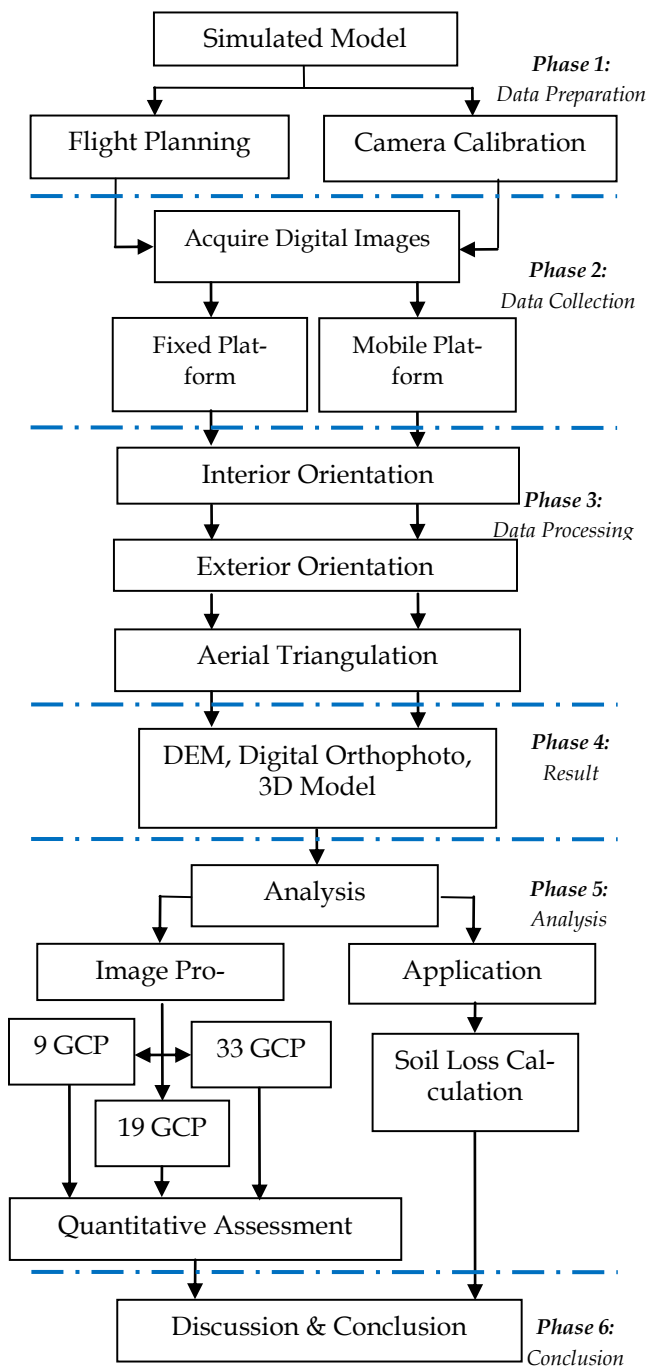 Simulated Model
Phase 1:
Data Preparation
Flight Planning
Camera Calibration
Acquire Digital Images
Phase 2:
Data Collection
Fixed Plat-
form
Mobile Plat-
form
Interior Orientation
Phase 3:
Data Processing
Exterior Orientation
Aerial Triangulation
DEM, Digital Orthophoto,
3D Model
Phase 4:
Result
Analysis
Phase 5:
Analysis
Image Pro-
Application
9 GCP
33 GCP
19 GCP
Soil Loss Cal-
culation
Quantitative Assessment
Discussion & Conclusion
Phase 6:
Conclusion